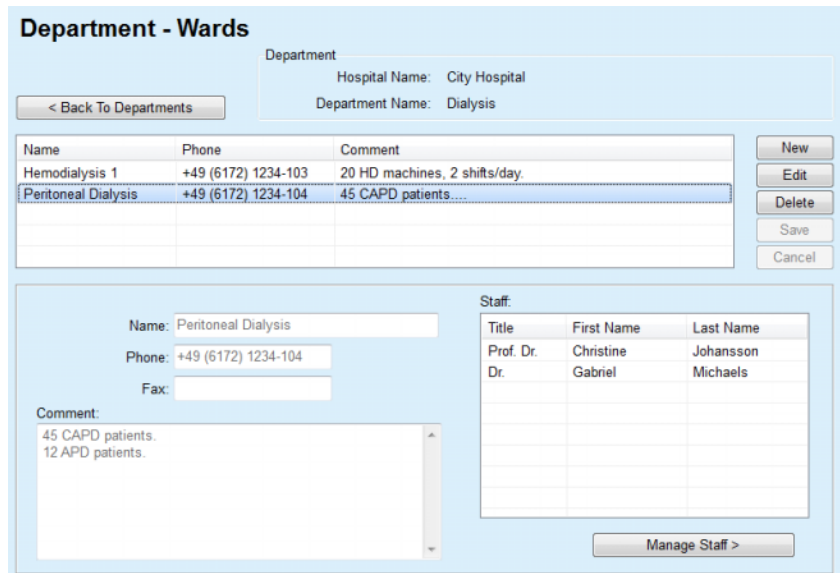 Department - Wards
Department
Hospital Name: City Hospital
< Back To Departments
Department Name: Dialysis
Name Phone Comment
Hemodialysis 1 +49 (6172) 1234-103 20 HD machines, 2 shifts/day.
Peritoneal Dialysis +49 (6172) 1234-104 45 CAPD patients....
New
Edit
Delete
Save
Cancel
Name: Peritoneal Dialysis
Phone: +49 (6172) 1234-104
Fax:
Comment:
45 CAPD patients.
12 APD patients.
Staff:
Title First Name Last Name
Prof. Dr. Christine Johansson
Dr. Gabriel Michaels
Manage Staff >